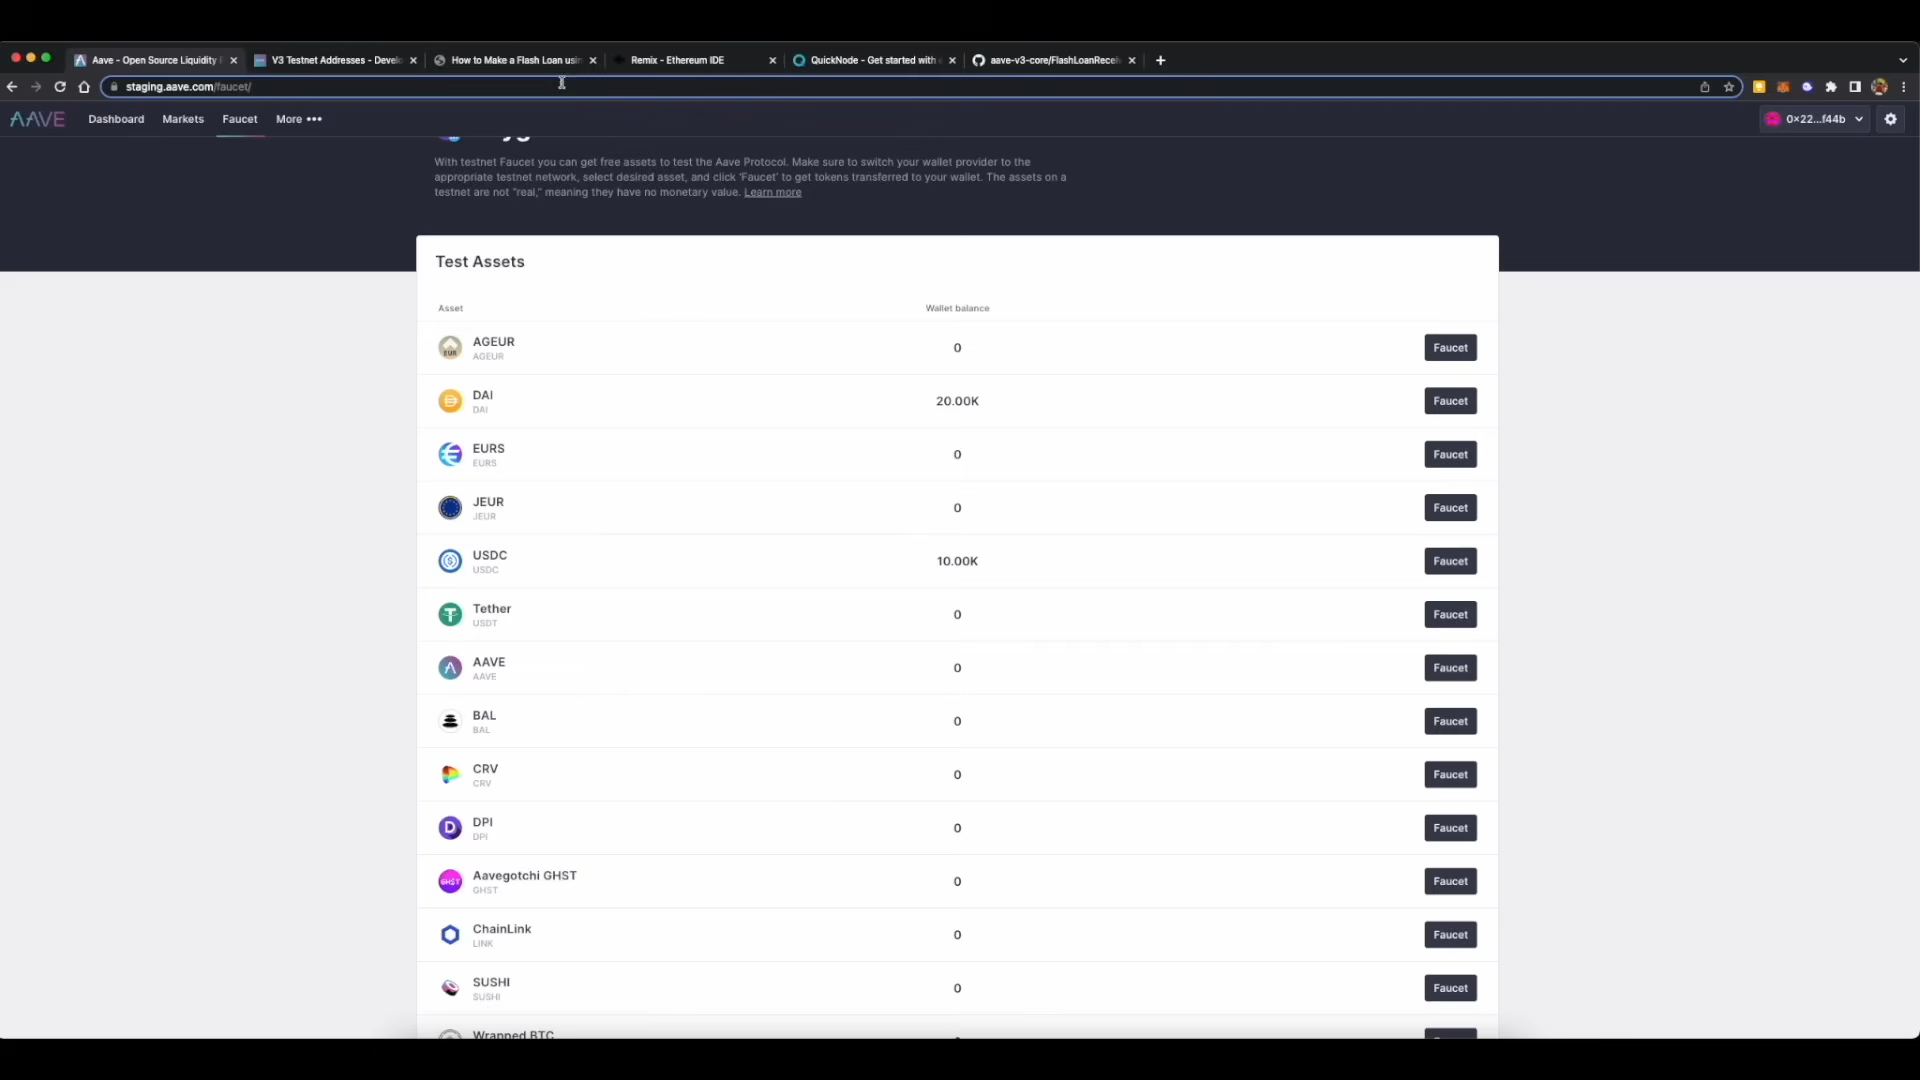 Aave - Open Source Liquidity
V3 Testnet Addresses - Develo
How to Make a Flash Loan usin
Remix - Ethereum IDE
QuickNode - Get started with
aave-v3-core/FlashLoanRecei
staging.aave.com/faucet/
AAVE
Dashboard
Markets
Faucet
More •••
0x22...f44b
With testnet Faucet you can get free assets to test the Aave Protocol. Make sure to switch your wallet provider to the
appropriate testnet network, select desired asset, and click 'Faucet' to get tokens transferred to your wallet. The assets on a
testnet are not "real," meaning they have no monetary value. Learn more
Test Assets
Asset
Wallet balance
EUR
AGEUR
AGEUR
0
Faucet
DAI
DAI
20.00K
Faucet
EURS
EURS
0
Faucet
JEUR
JEUR
0
Faucet
USDC
USDC
10.00K
Faucet
Tether
USDT
0
Faucet
AAVE
AAVE
0
Faucet
BAL
BAL
0
Faucet
CRV
CRV
0
Faucet
D
DPI
DPI
0
Faucet
GHST
Aavegotchi GHST
GHST
0
Faucet
ChainLink
LINK
0
Faucet
SUSHI
SUSHI
0
Faucet
Wrapped BTC